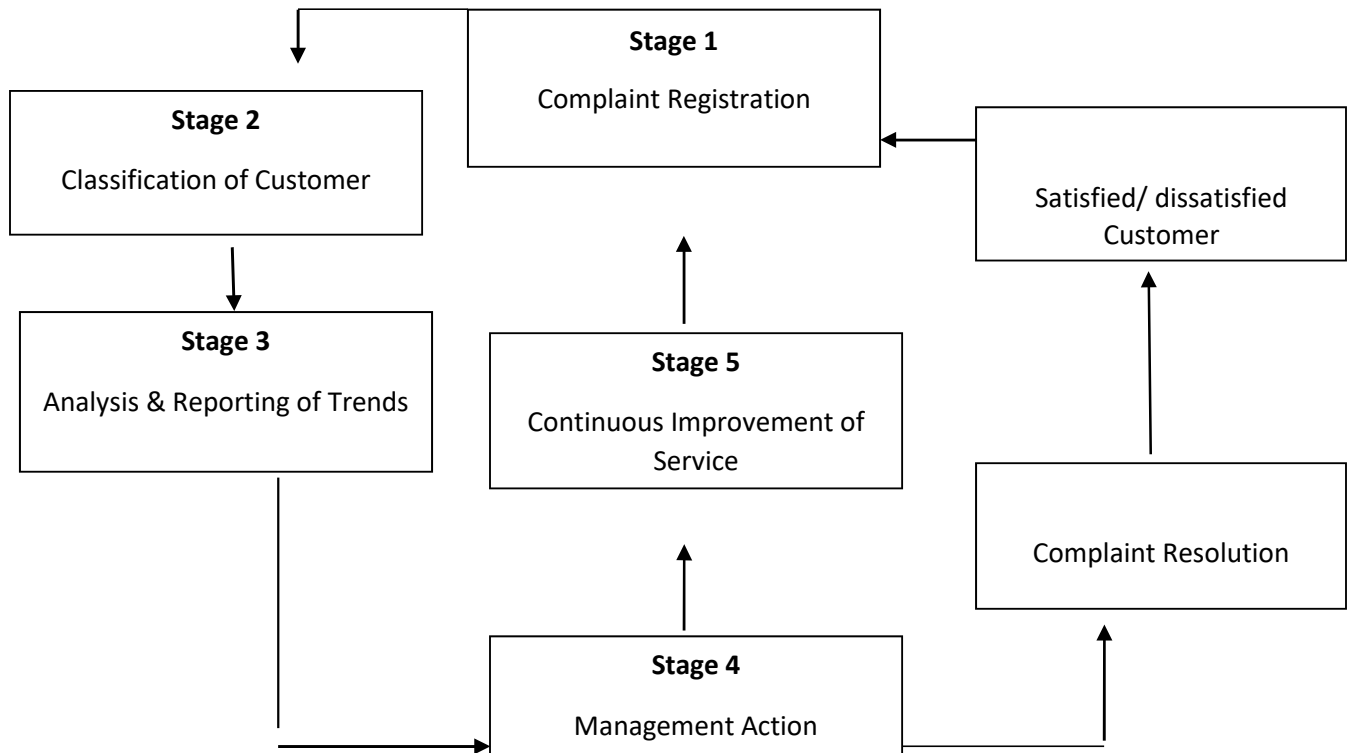 Stage 1
Complaint Registration
Stage 2
Classification of Customer
Satisfied/ dissatisfied
Customer
Stage 3
Analysis & Reporting of Trends
Stage 5
Continuous Improvement of
Service
Complaint Resolution
Stage 4
Management Action